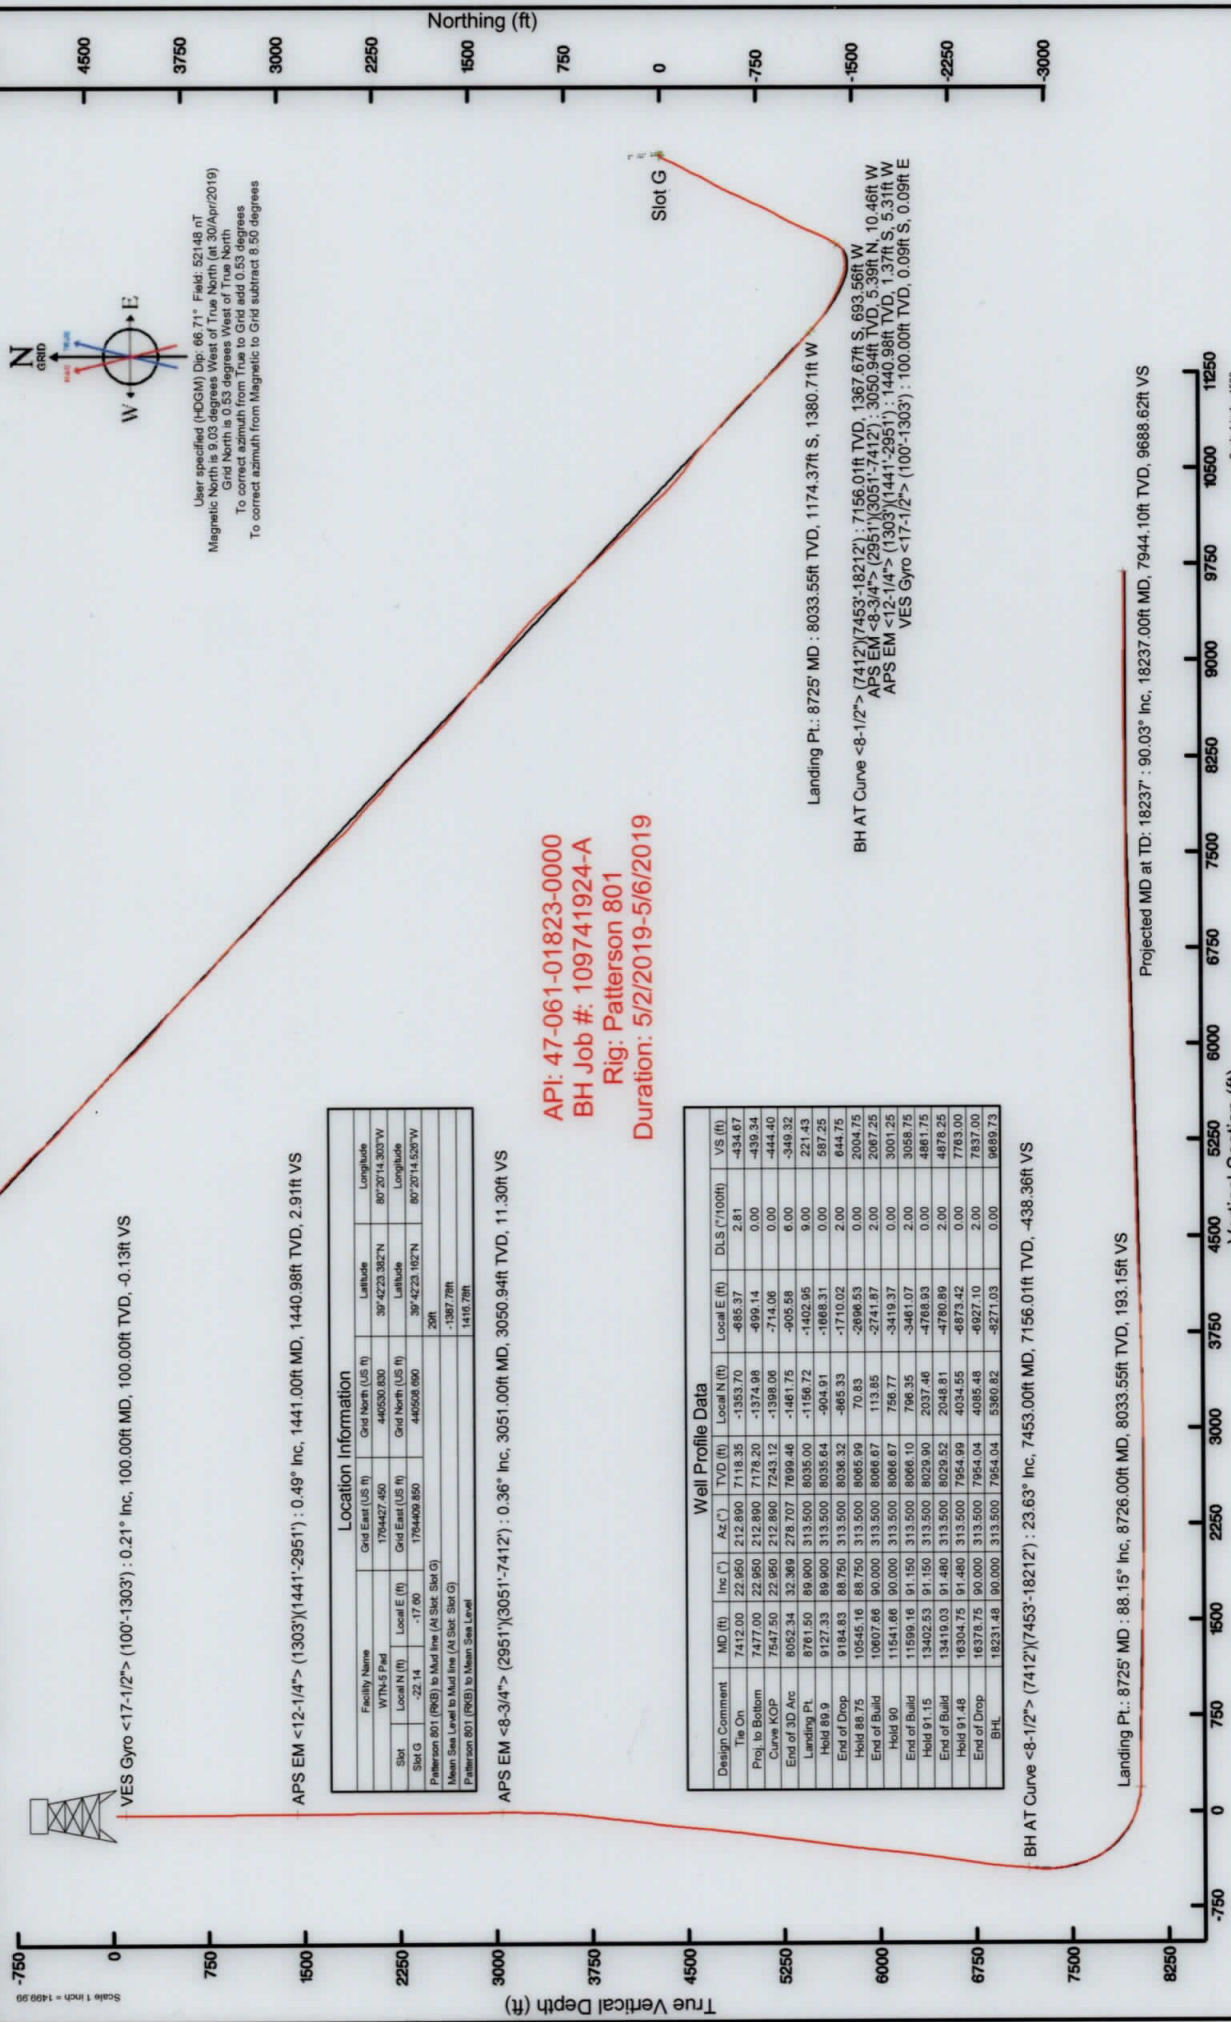 Scale 1 inch = 1499.99
True Vertical Depth (ft)
-750
0
750
1500
2250
3000
3750
4500
5250
6000
6750
7500
8250
VES Gyro <17-1/2"> (100'-1303') : 0.21° Inc, 100.00ft MD, 100.00ft TVD, -0.13ft VS
APS EM <12-1/4"> (1303')(1441'-2951') : 0.49° Inc, 1441.00ft MD, 1440.98ft TVD, 2.91ft VS
Location Information
Facility Name Grid East (US ft) Grid North (US ft) Latitude Longitude
WTN-5 Pad 1764427.450 440530.830 39°42'23.382"N 80°20'14.303"W
Slot Local N (ft) Local E (ft) Grid East (US ft) Grid North (US ft) Latitude Longitude
Slot G -22.14 -17.60 1764409.850 440508.690 39°42'23.162"N 80°20'14.526"W
Patterson 801 (RKB) to Mud line (At Slot: Slot G) 29ft
Mean Sea Level to Mud line (At Slot: Slot G) -1387.78ft
Patterson 801 (RKB) to Mean Sea Level 1416.78ft
APS EM <8-3/4"> (2951')(3051'-7412') : 0.36° Inc, 3051.00ft MD, 3050.94ft TVD, 11.30ft VS
API: 47-061-01823-0000
BH Job #: 109741924-A
Rig: Patterson 801
Duration: 5/2/2019-5/6/2019
Well Profile Data
Design Comment MD (ft) Inc (°) Az (°) TVD (ft) Local N (ft) Local E (ft) DLS (°/100ft) VS (ft)
Tie On 7412.00 22.950 212.890 7118.35 -1353.70 -685.37 2.81 -434.67
Proj. to Bottom 7477.00 22.950 212.890 7178.20 -1374.98 -699.14 0.00 -439.34
Curve KOP 7547.50 22.950 212.890 7243.12 -1398.06 -714.06 0.00 -444.40
End of 3D Arc 8052.34 32.369 278.707 7699.46 -1461.75 -905.58 6.00 -349.32
Landing Pt. 8761.50 89.900 313.500 8035.00 -1156.72 -1402.95 9.00 221.43
Hold 89.9 9127.33 89.900 313.500 8035.64 -904.91 -1668.31 0.00 587.25
End of Drop 9184.83 88.750 313.500 8036.32 -865.33 -1710.02 2.00 644.75
Hold 88.75 10545.16 88.750 313.500 8065.99 70.83 -2696.53 0.00 2004.75
End of Build 10607.66 90.000 313.500 8066.67 113.85 -2741.87 2.00 2067.25
Hold 90 11541.66 90.000 313.500 8066.67 756.77 -3419.37 0.00 3001.25
End of Build 11599.16 91.150 313.500 8066.10 796.35 -3461.07 2.00 3058.75
Hold 91.15 13402.53 91.150 313.500 8029.90 2037.46 -4768.93 0.00 4861.75
End of Build 13419.03 91.480 313.500 8029.52 2048.81 -4780.89 2.00 4878.25
Hold 91.48 16304.75 91.480 313.500 7954.99 4034.55 -6873.42 0.00 7763.00
End of Drop 16378.75 90.000 313.500 7954.04 4085.48 -6927.10 2.00 7837.00
BHL 18231.48 90.000 313.500 7954.04 5360.82 -8271.03 0.00 9689.73
BH AT Curve <8-1/2"> (7412')(7453'-18212') : 23.63° Inc, 7453.00ft MD, 7156.01ft TVD, -438.36ft VS
Landing Pt.: 8725' MD : 88.15° Inc, 8726.00ft MD, 8033.55ft TVD, 193.15ft VS
Projected MD at TD: 18237' : 90.03° Inc, 18237.00ft MD, 7944.10ft TVD, 9688.62ft VS
-750
0
750
1500
2250
3000
3750
4500
5250
6000
6750
7500
8250
9000
9750
10500
11250
N
GRID
MAG
TRUE
W
E
User specified (HDGM) Dip: 66.71° Field: 52148 nT
Magnetic North is 9.03 degrees West of True North (at 30/Apr/2019)
Grid North is 0.53 degrees West of True North
To correct azimuth from True to Grid add 0.53 degrees
To correct azimuth from Magnetic to Grid subtract 8.50 degrees
Slot G
Landing Pt.: 8725' MD : 8033.55ft TVD, 1174.37ft S, 1380.71ft W
BH AT Curve <8-1/2"> (7412')(7453'-18212') : 7156.01ft TVD, 1367.67ft S, 693.56ft W
APS EM <8-3/4"> (2951')(3051'-7412') : 3050.94ft TVD, 5.39ft N, 10.46ft W
APS EM <12-1/4"> (1303')(1441'-2951') : 1440.98ft TVD, 1.37ft S, 5.31ft W
VES Gyro <17-1/2"> (100'-1303') : 100.00ft TVD, 0.09ft S, 0.09ft E
Northing (ft)
4500
3750
3000
2250
1500
750
0
-750
-1500
-2250
-3000